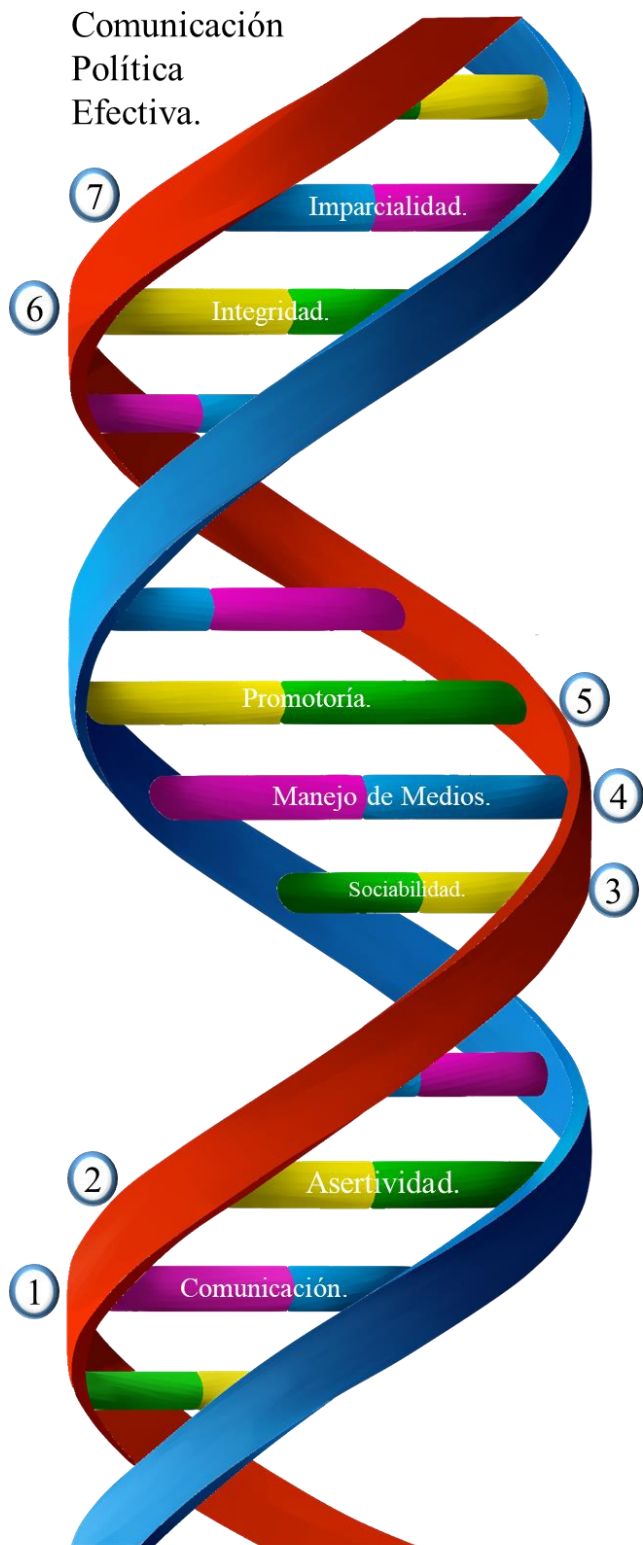 Comunicación
Política
Efectiva.
7
Imparcialidad.
6
Integridad.
Promotoría.
5
Manejo de Medios.
4
Sociabilidad.
3
2
Asertividad.
1
Comunicación.